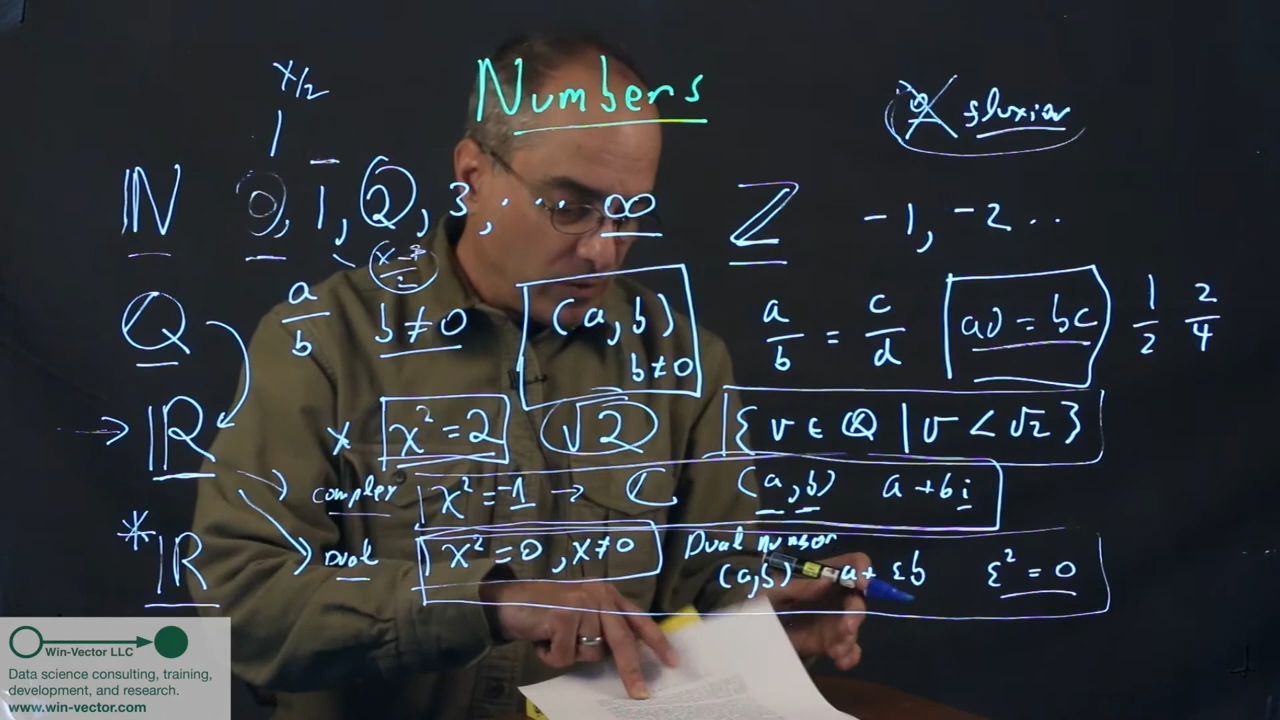 Numbers
x/2
1
ẋ fluxion
ℕ 0, 1, 2, 3, ... ∞ ℤ -1, -2 ..
ℚ a/b b ≠ 0 (a, b) b ≠ 0 a/b = c/d ad = bc 1/2 2/4
→ ℝ x x² = 2 √2 {v ∈ ℚ | v < √2}
complex x² = -1 → ℂ (a, b) a + bi
*ℝ Dual x² = 0, x ≠ 0 Dual number (a, b) a + εb ε² = 0
Win-Vector LLC
Data science consulting, training,
development, and research.
www.win-vector.com